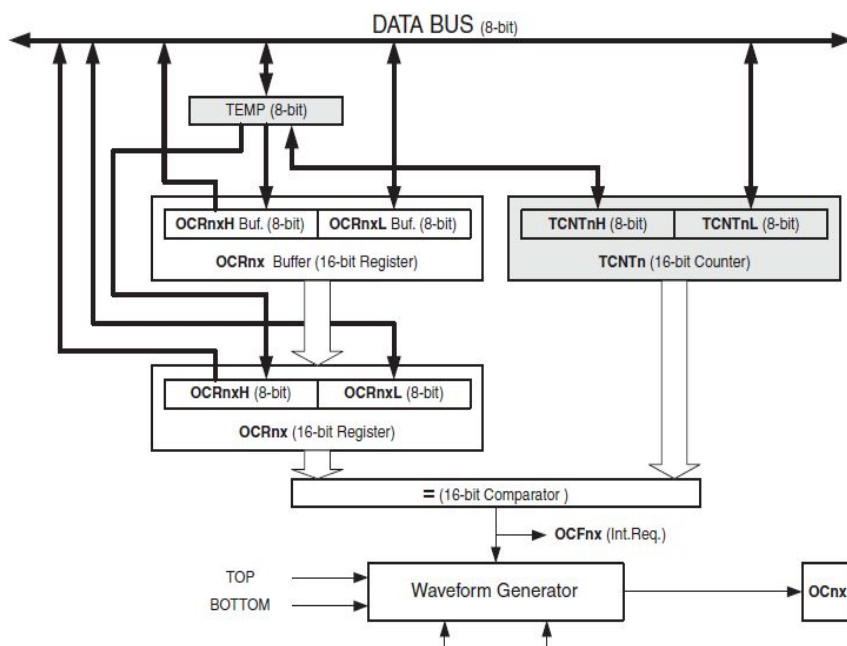 DATA BUS (8-bit)
TEMP (8-bit)
OCRnxH Buf. (8-bit) OCRnxL Buf. (8-bit)
OCRnx Buffer (16-bit Register)
TCNTnH (8-bit) TCNTnL (8-bit)
TCNTn (16-bit Counter)
OCRnxH (8-bit) OCRnxL (8-bit)
OCRnx (16-bit Register)
= (16-bit Comparator )
OCFnx (Int.Req.)
TOP
BOTTOM
Waveform Generator
OCnx